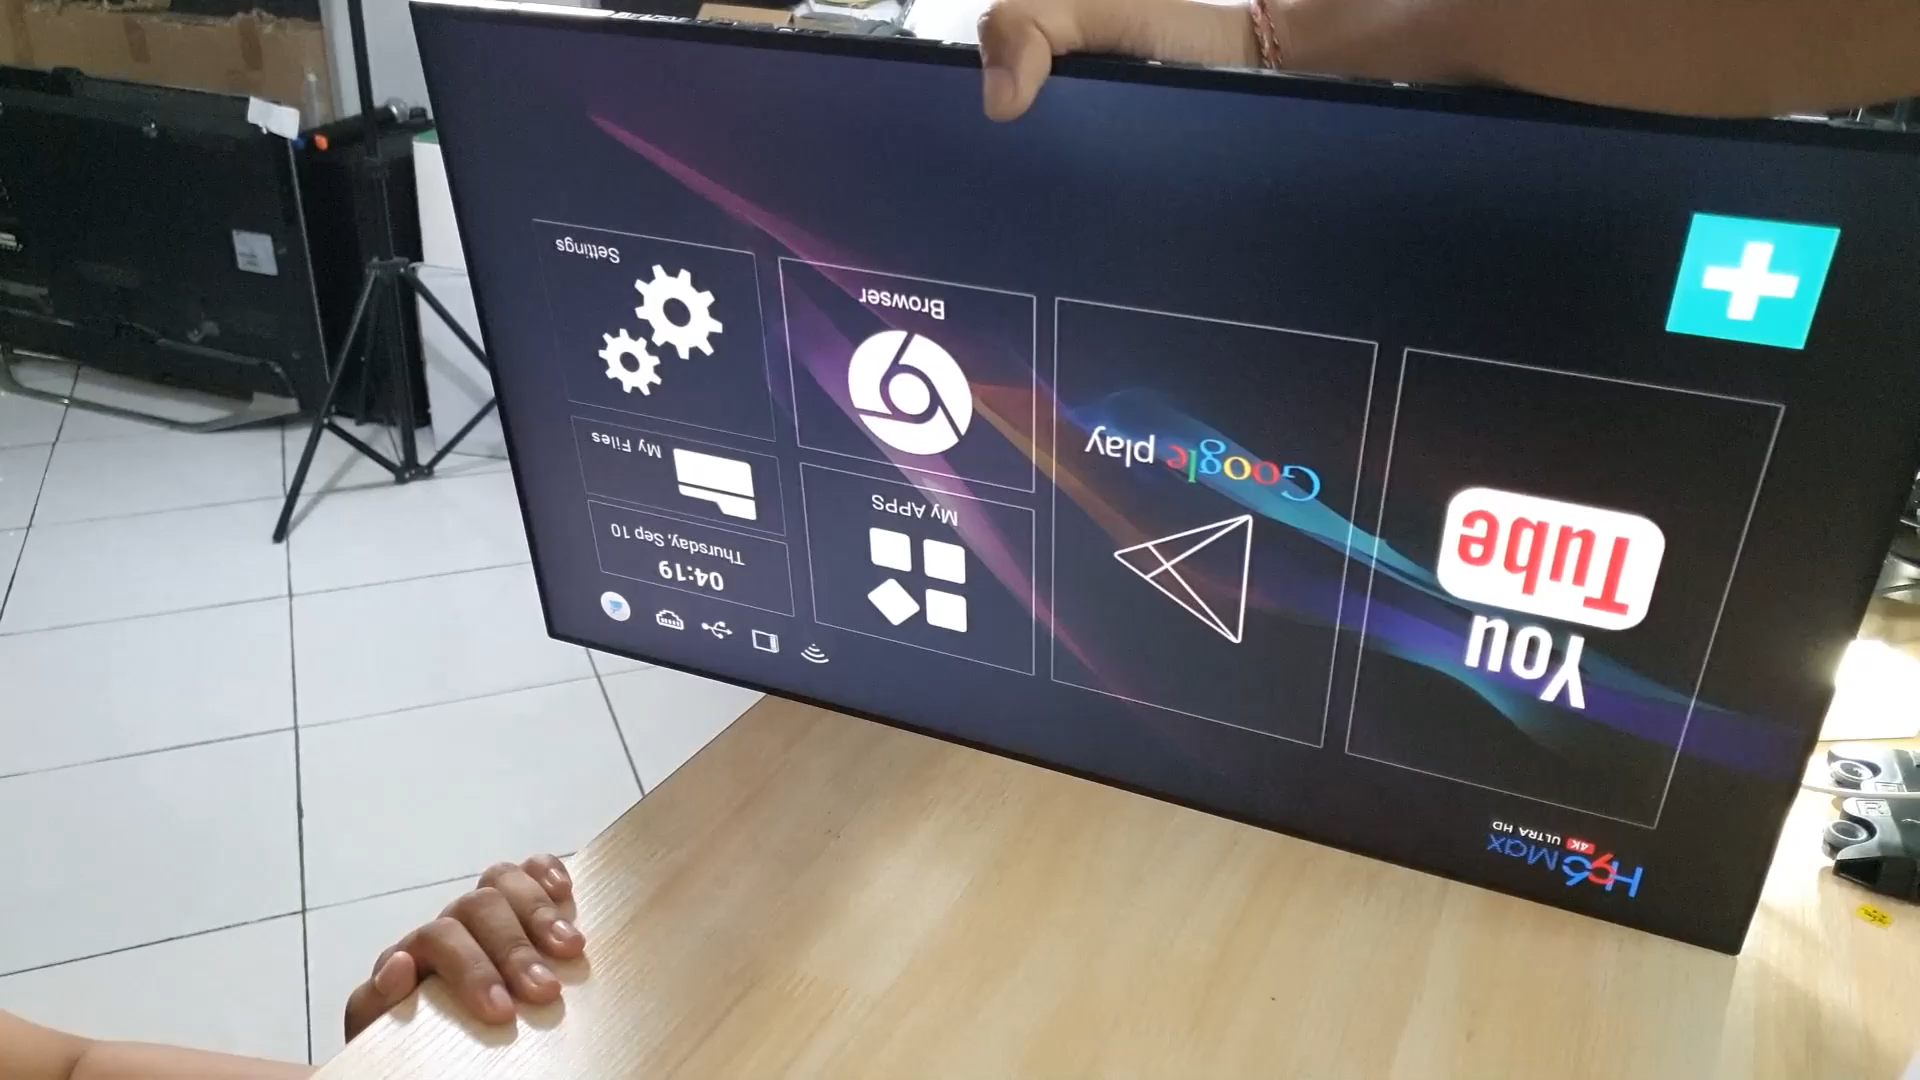 H96 Max
4K ULTRA HD
You
Tube
Google play
My APPS
Browser
04:19
Thursday, Sep 10
My Files
Settings